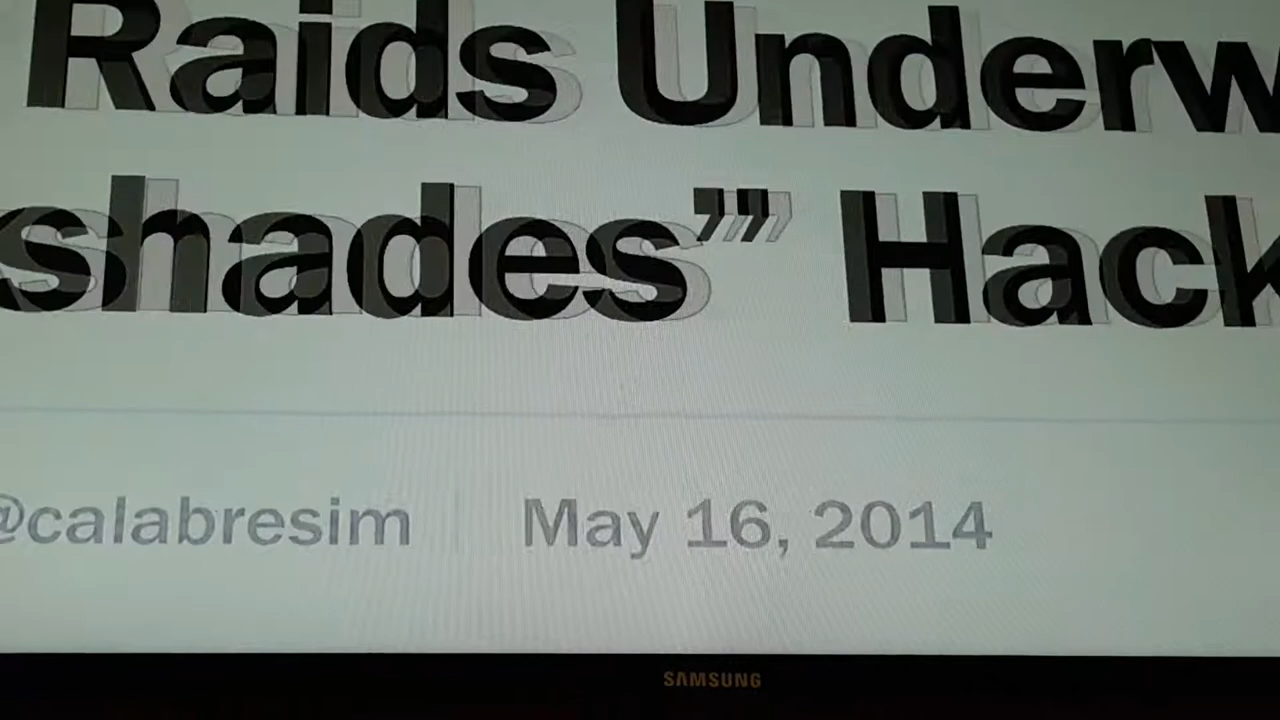 Raids Underw
shades”” Hack
@calabresim May 16, 2014
SAMSUNG